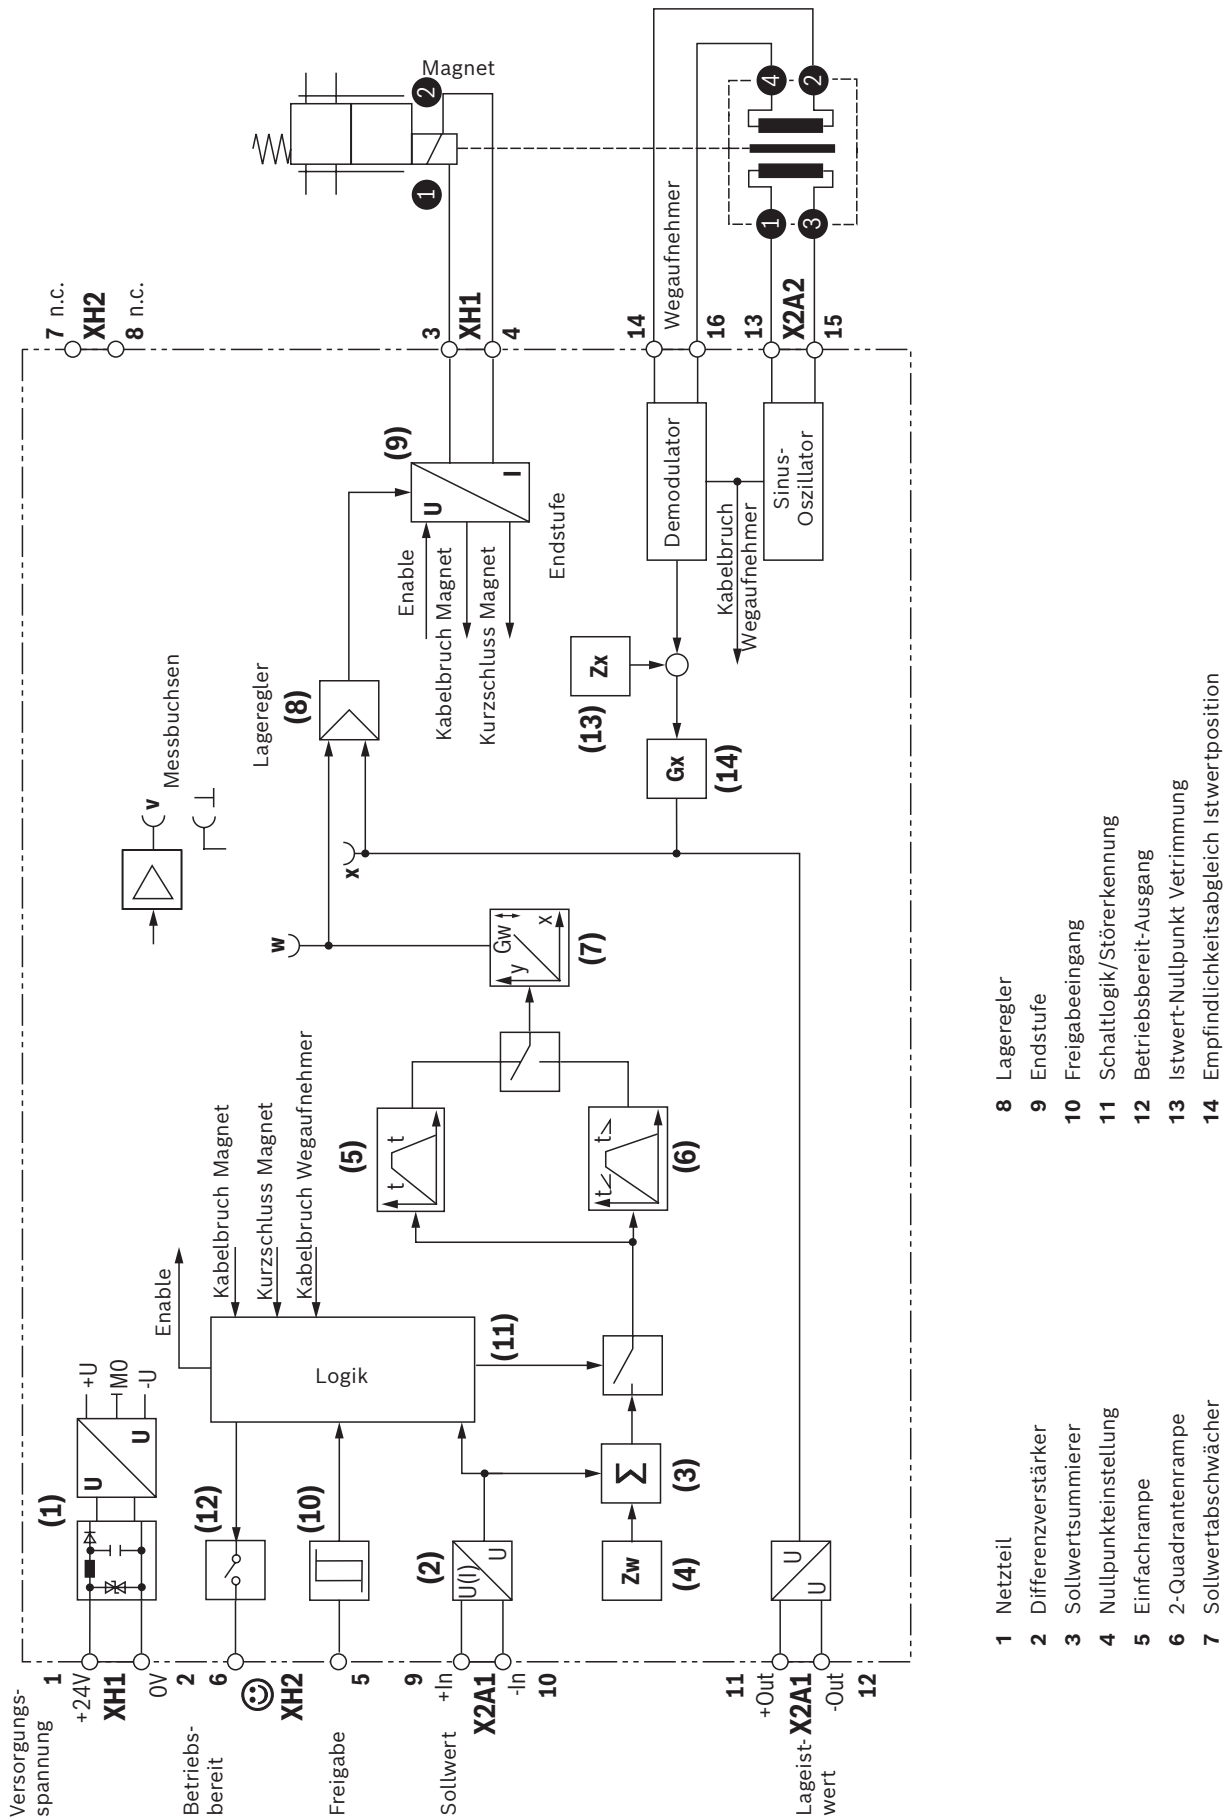 Versorgungs-
spannung
1
+24V
XH1
0V
2
(1)
U
U
+U
M0
-U
Enable
Betriebs-
bereit
6
XH2
5
Freigabe
(12)
(10)
Logik
Kabelbruch Magnet
Kurzschluss Magnet
Kabelbruch Wegaufnehmer
(11)
Sollwert
9
+In
X2A1
-In
10
(2)
U(I)
U
Σ
(3)
Zw
(4)
Lageist-
wert
11
+Out
X2A1
-Out
12
U
U
(5)
t
t
(6)
t
t
w
y
Gw
x
(7)
x
v
Messbuchsen
Lageregler
(8)
(9)
U
I
Enable
Kabelbruch Magnet
Kurzschluss Magnet
Endstufe
7 n.c.
XH2
8 n.c.
3
XH1
4
Magnet
1
2
Zx
(13)
Gx
(14)
Demodulator
Kabelbruch
Wegaufnehmer
Sinus-
Oszillator
14
Wegaufnehmer
16
13
X2A2
15
1
3
4
2
1 Netzteil
2 Differenzverstärker
3 Sollwertsummierer
4 Nullpunkteinstellung
5 Einfachrampe
6 2-Quadrantenrampe
7 Sollwertabschwächer
8 Lageregler
9 Endstufe
10 Freigabeeingang
11 Schaltlogik/Störerkennung
12 Betriebsbereit-Ausgang
13 Istwert-Nullpunkt Vetrimmung
14 Empfindlichkeitsabgleich Istwertposition